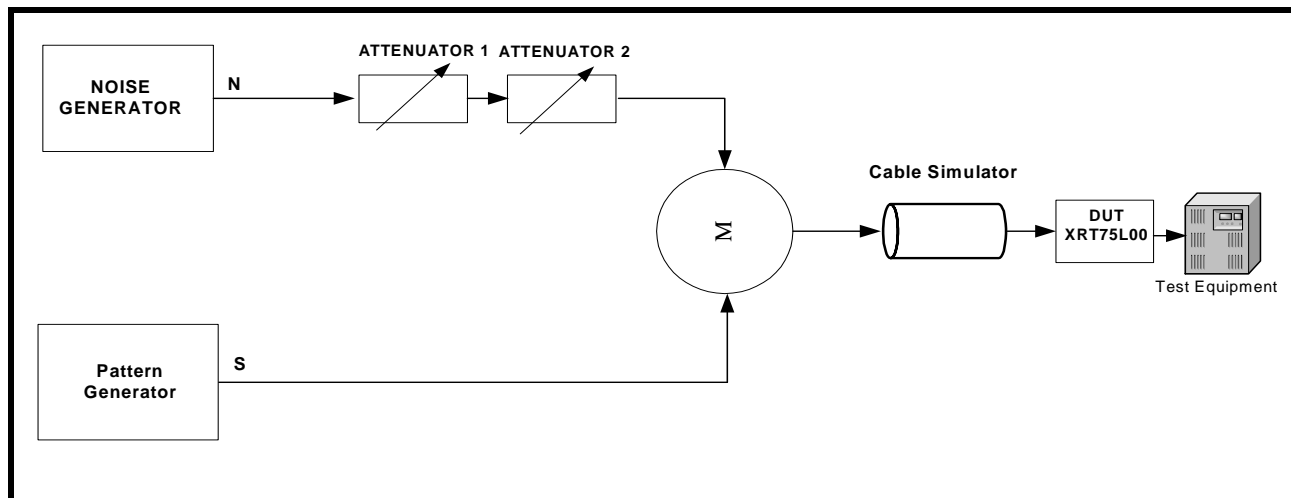 NOISE
GENERATOR
N
ATTENUATOR 1
ATTENUATOR 2
M
Cable Simulator
DUT
XRT75L00
Test Equipment
Pattern
Generator
S